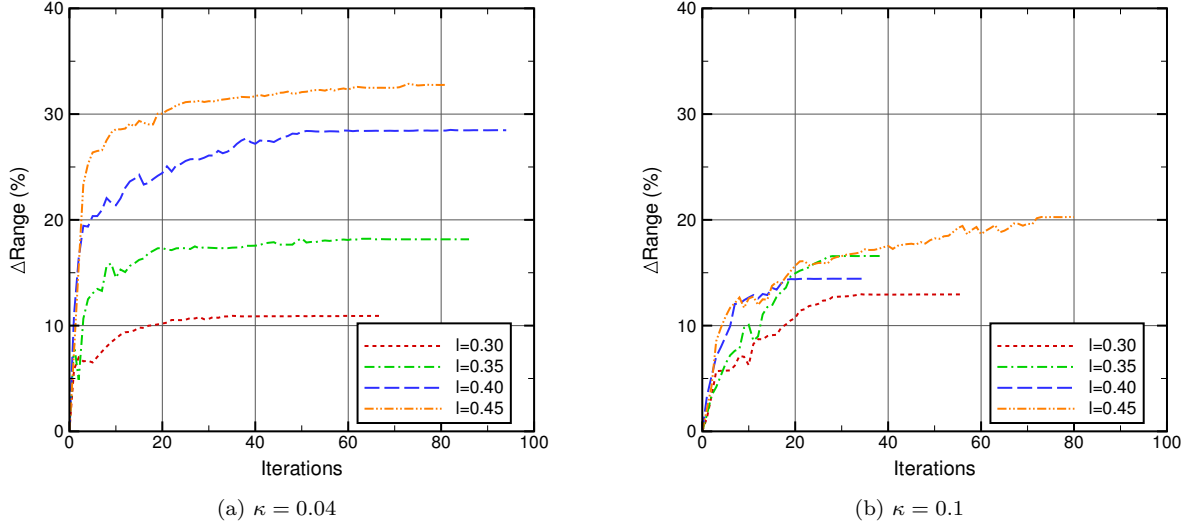 40
30
20
10
0
ΔRange (%)
0 20 40 60 80 100
Iterations
l=0.30
l=0.35
l=0.40
l=0.45
(a) κ = 0.04
40
30
20
10
0
ΔRange (%)
0 20 40 60 80 100
Iterations
l=0.30
l=0.35
l=0.40
l=0.45
(b) κ = 0.1